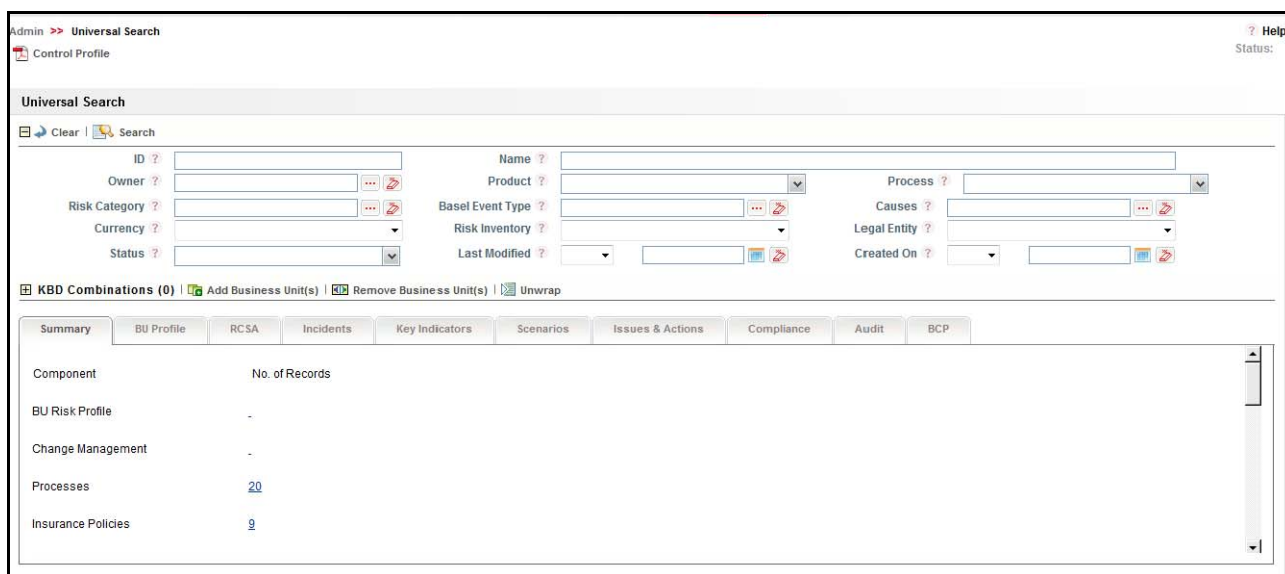 Admin >> Universal Search
? Help
Control Profile
Status:
Universal Search
Clear | Search
ID ? Name ?
Owner ? ... Product ? Process ?
Risk Category ? ... Basel Event Type ? ... Causes ? ...
Currency ? Risk Inventory ? Legal Entity ?
Status ? Last Modified ? Created On ?
KBD Combinations (0) | Add Business Unit(s) | Remove Business Unit(s) | Unwrap
Summary BU Profile RCSA Incidents Key Indicators Scenarios Issues & Actions Compliance Audit BCP
Component No. of Records
BU Risk Profile -
Change Management -
Processes 20
Insurance Policies 9